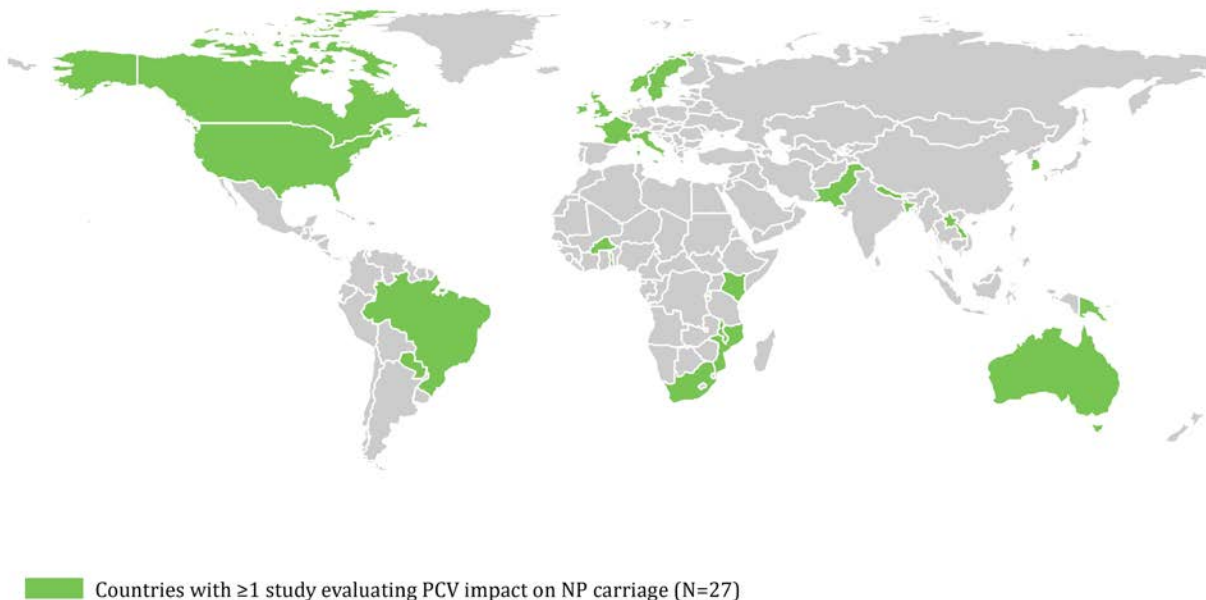 Countries with ≥1 study evaluating PCV impact on NP carriage (N=27)